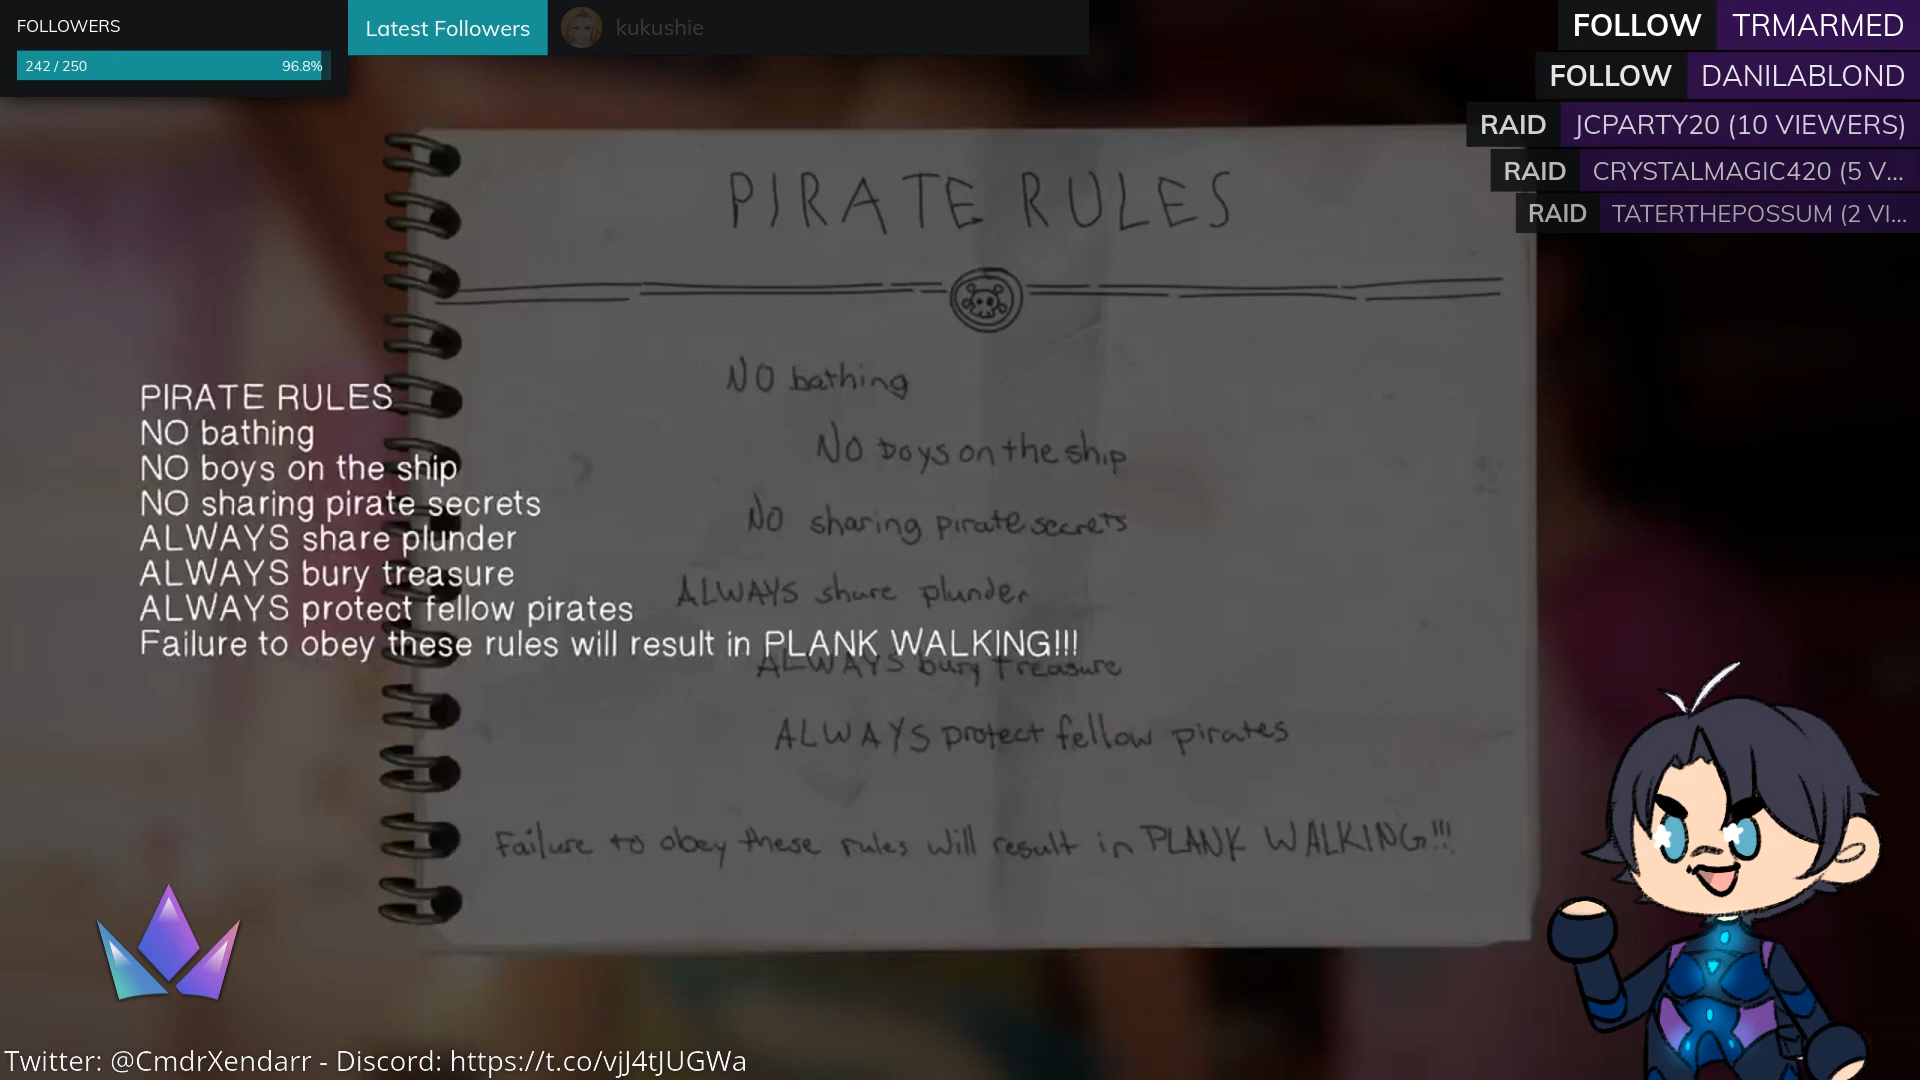 FOLLOWERS
242 / 250 96.8%
Latest Followers kukushie
FOLLOW TRMARMED
FOLLOW DANILABLOND
RAID JCPARTY20 (10 VIEWERS)
RAID CRYSTALMAGIC420 (5 V...
RAID TATERTHEPOSSUM (2 VI...
PIRATE RULES
NO bathing
NO boys on the ship
NO sharing pirate secrets
ALWAYS share plunder
ALWAYS bury treasure
ALWAYS protect fellow pirates
Failure to obey these rules will result in PLANK WALKING!!!
PIRATE RULES
NO bathing
NO boys on the ship
NO sharing pirate secrets
ALWAYS share plunder
ALWAYS bury treasure
ALWAYS protect fellow pirates
Failure to obey these rules will result in PLANK WALKING!!!
Twitter: @CmdrXendarr - Discord: https://t.co/vjJ4tJUGWa